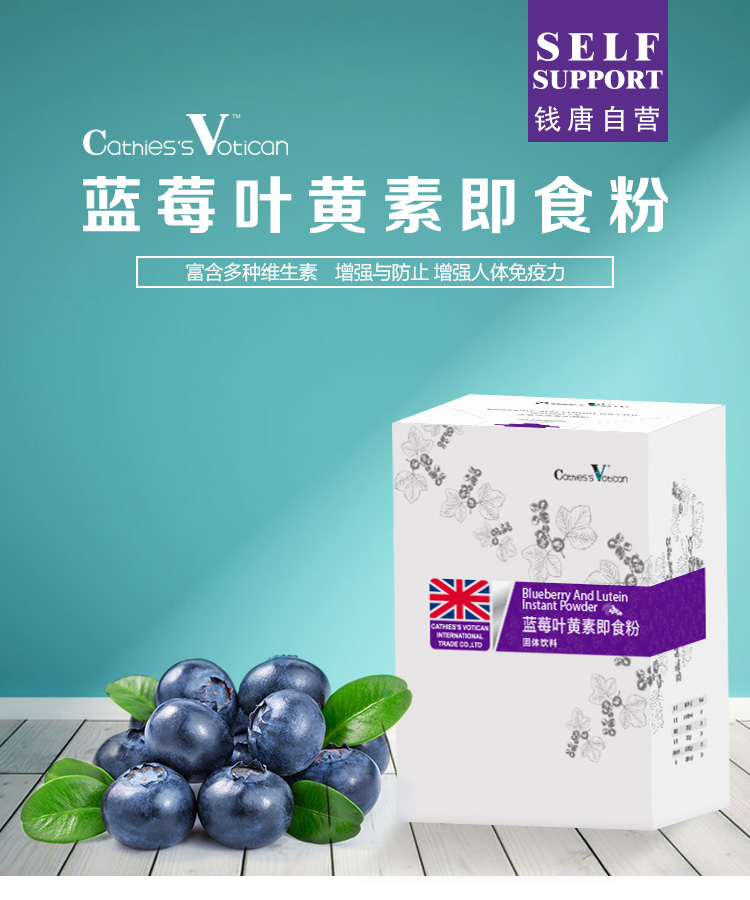 SELF
SUPPORT
钱唐自营
Cathies's Votican™
蓝莓叶黄素即食粉
富含多种维生素 增强与防止 增强人体免疫力
Cathies's Votican
Blueberry And Lutein
Instant Powder
蓝莓叶黄素即食粉
固体饮料
CATHIES'S VOTICAN
INTERNATIONAL
TRADE CO.,LTD